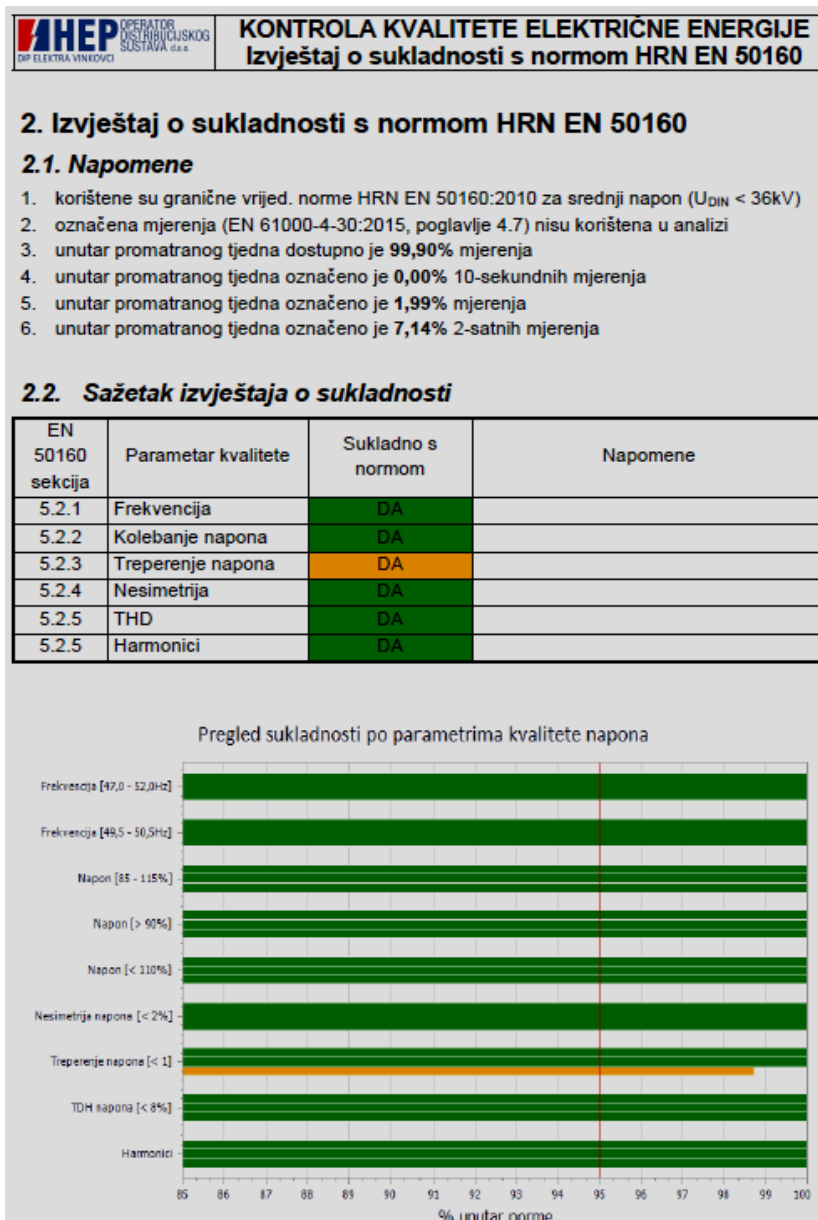 HEP OPERATOR
DISTRIBUCIJSKOG
SUSTAVA d.o.o.
DP ELEKTRA VINKOVCI
KONTROLA KVALITETE ELEKTRIČNE ENERGIJE
Izvještaj o sukladnosti s normom HRN EN 50160
2. Izvještaj o sukladnosti s normom HRN EN 50160
2.1. Napomene
1. korištene su granične vrijed. norme HRN EN 50160:2010 za srednji napon (UDIN < 36kV)
2. označena mjerenja (EN 61000-4-30:2015, poglavlje 4.7) nisu korištena u analizi
3. unutar promatranog tjedna dostupno je 99,90% mjerenja
4. unutar promatranog tjedna označeno je 0,00% 10-sekundnih mjerenja
5. unutar promatranog tjedna označeno je 1,99% mjerenja
6. unutar promatranog tjedna označeno je 7,14% 2-satnih mjerenja
2.2. Sažetak izvještaja o sukladnosti
EN 50160 sekcija Parametar kvalitete Sukladno s normom Napomene
5.2.1 Frekvencija DA
5.2.2 Kolebanje napona DA
5.2.3 Treperenje napona DA
5.2.4 Nesimetrija DA
5.2.5 THD DA
5.2.5 Harmonici DA
Pregled sukladnosti po parametrima kvalitete napona
Frekvencija [47,0 - 52,0Hz]
Frekvencija [49,5 - 50,5Hz]
Napon [85 - 115%]
Napon [> 90%]
Napon [< 110%]
Nesimetrija napona [< 2%]
Treperenje napona [< 1]
TDH napona [< 8%]
Harmonici
85 86 87 88 89 90 91 92 93 94 95 96 97 98 99 100
% unutar norme